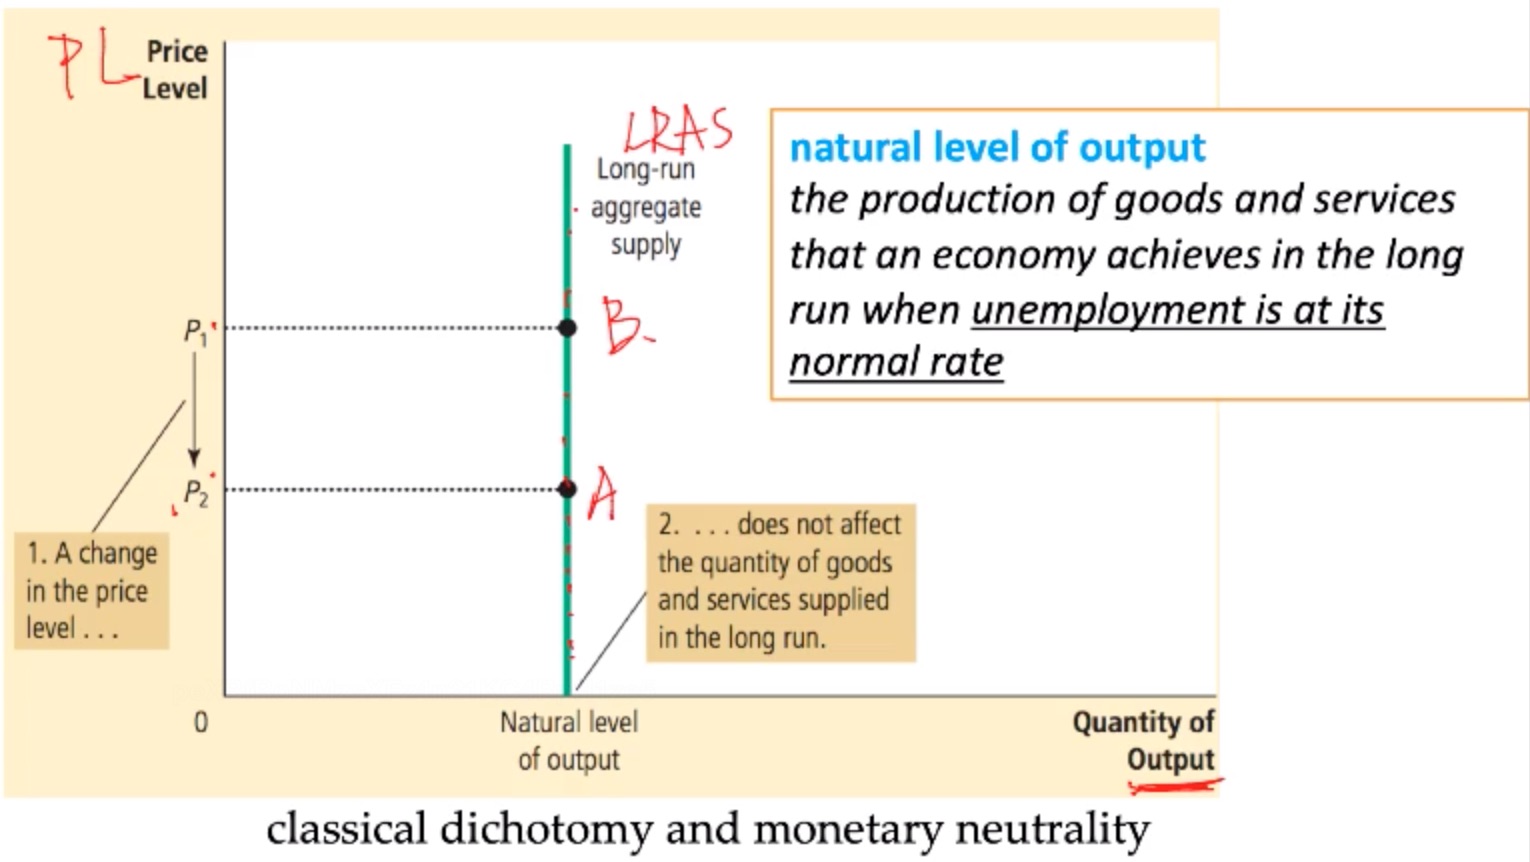 PL
Price
Level
LRAS
Long-run
aggregate
supply
natural level of output
the production of goods and services
that an economy achieves in the long
run when unemployment is at its
normal rate
P1
B
P2
A
1. A change
in the price
level . . .
2. . . . does not affect
the quantity of goods
and services supplied
in the long run.
0
Natural level
of output
Quantity of
Output
classical dichotomy and monetary neutrality